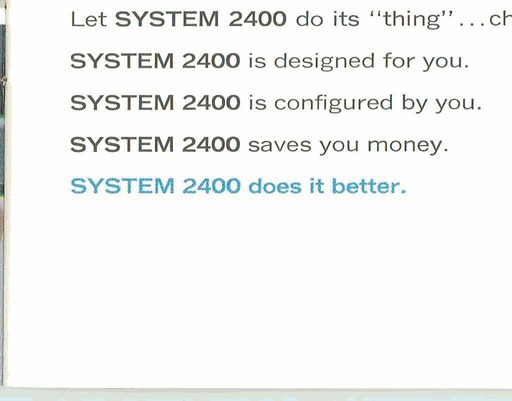 Let SYSTEM 2400 do its “thing”...ch
SYSTEM 2400 is designed for you.
SYSTEM 2400 is configured by you.
SYSTEM 2400 saves you money.
SYSTEM 2400 does it better.